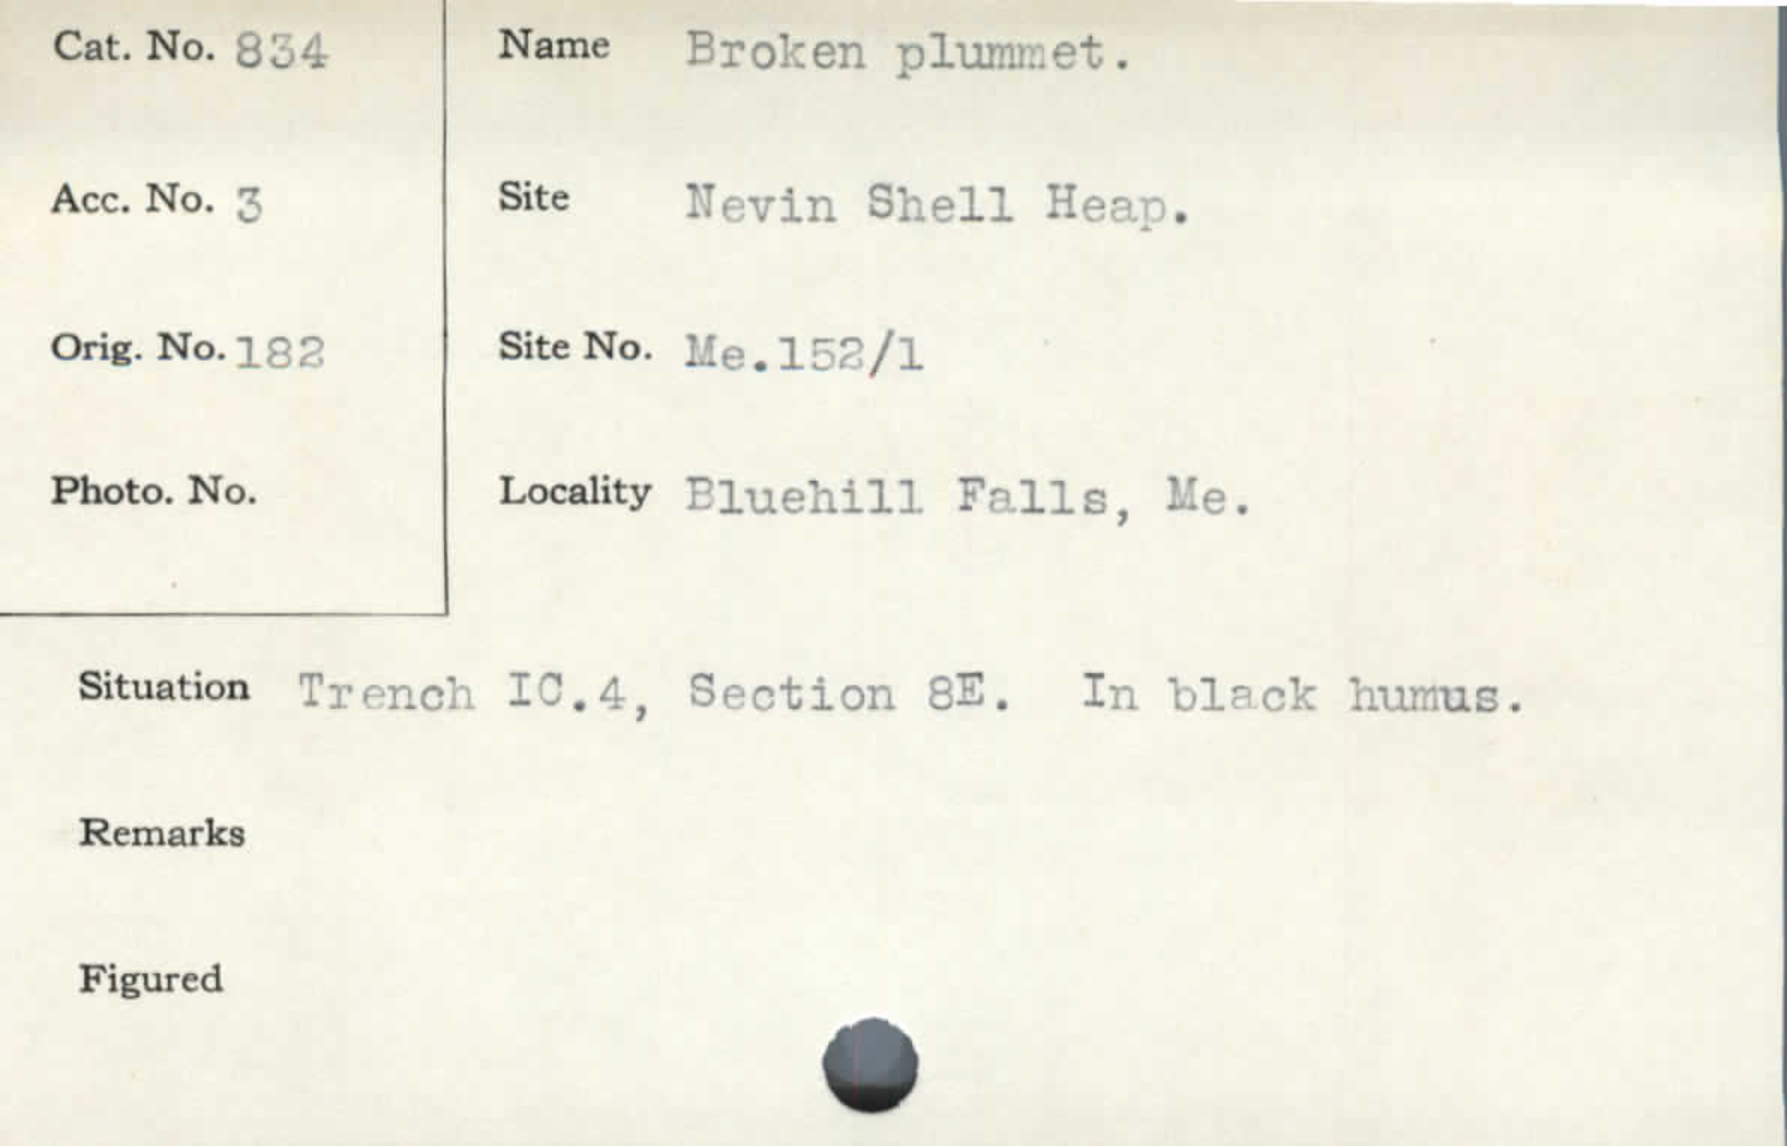 Cat. No. 834
Name Broken plummet.
Acc. No. 3
Site Nevin Shell Heap.
Orig. No. 182
Site No. Me.152/1
Photo. No.
Locality Bluehill Falls, Me.
Situation Trench IC.4, Section 8E. In black humus.
Remarks
Figured